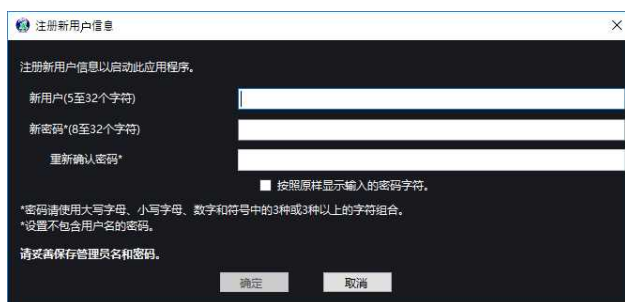 注册新用户信息
注册新用户信息以启动此应用程序。
新用户(5至32个字符)
新密码*(8至32个字符)
重新确认密码*
按照原样显示输入的密码字符。
*密码请使用大写字母、小写字母、数字和符号中的3种或3种以上的字符组合。
*设置不包含用户名的密码。
请妥善保存管理员名和密码。
确定 取消